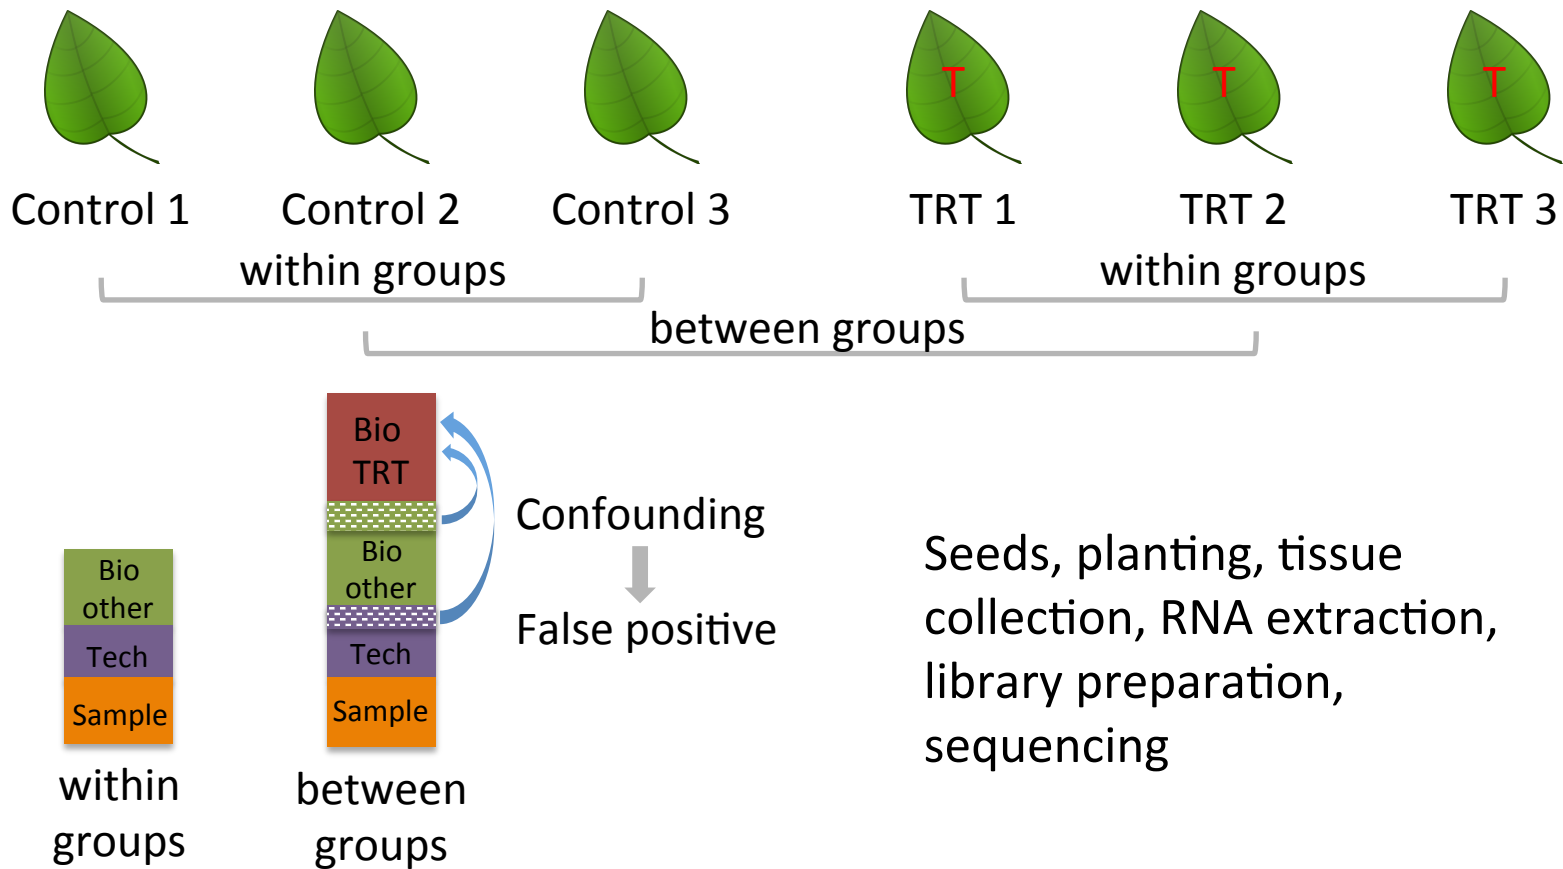 T T T
Control 1 Control 2 Control 3 TRT 1 TRT 2 TRT 3
within groups within groups
between groups
Bio
TRT
Bio
other
Tech
Sample
within
groups
Bio
other
Tech
Sample
between
groups
Confounding
False positive
Seeds, planting, tissue
collection, RNA extraction,
library preparation,
sequencing